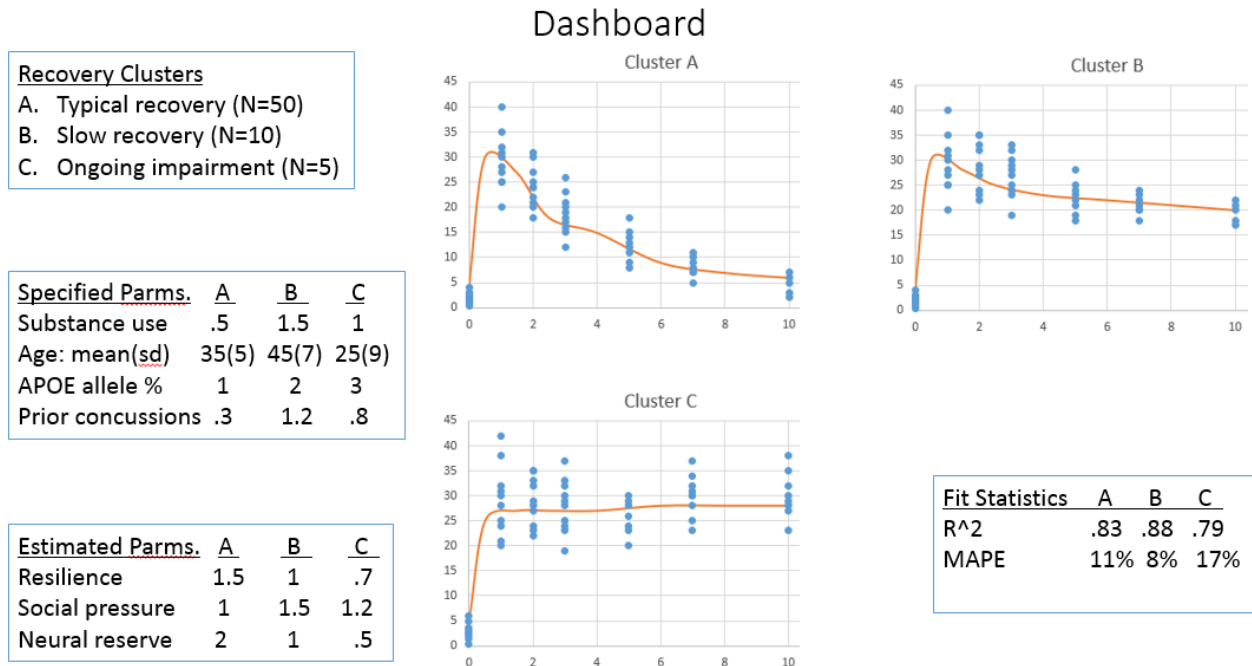 Dashboard
Recovery Clusters
A. Typical recovery (N=50)
B. Slow recovery (N=10)
C. Ongoing impairment (N=5)
Cluster A
45
40
35
30
25
20
15
10
5
0
0 2 4 6 8 10
Cluster B
45
40
35
30
25
20
15
10
5
0
0 2 4 6 8 10
Specified Parms. A B C
Substance use .5 1.5 1
Age: mean(sd) 35(5) 45(7) 25(9)
APOE allele % 1 2 3
Prior concussions .3 1.2 .8
Cluster C
45
40
35
30
25
20
15
10
5
0
0 2 4 6 8 10
Estimated Parms. A B C
Resilience 1.5 1 .7
Social pressure 1 1.5 1.2
Neural reserve 2 1 .5
Fit Statistics A B C
R^2 .83 .88 .79
MAPE 11% 8% 17%